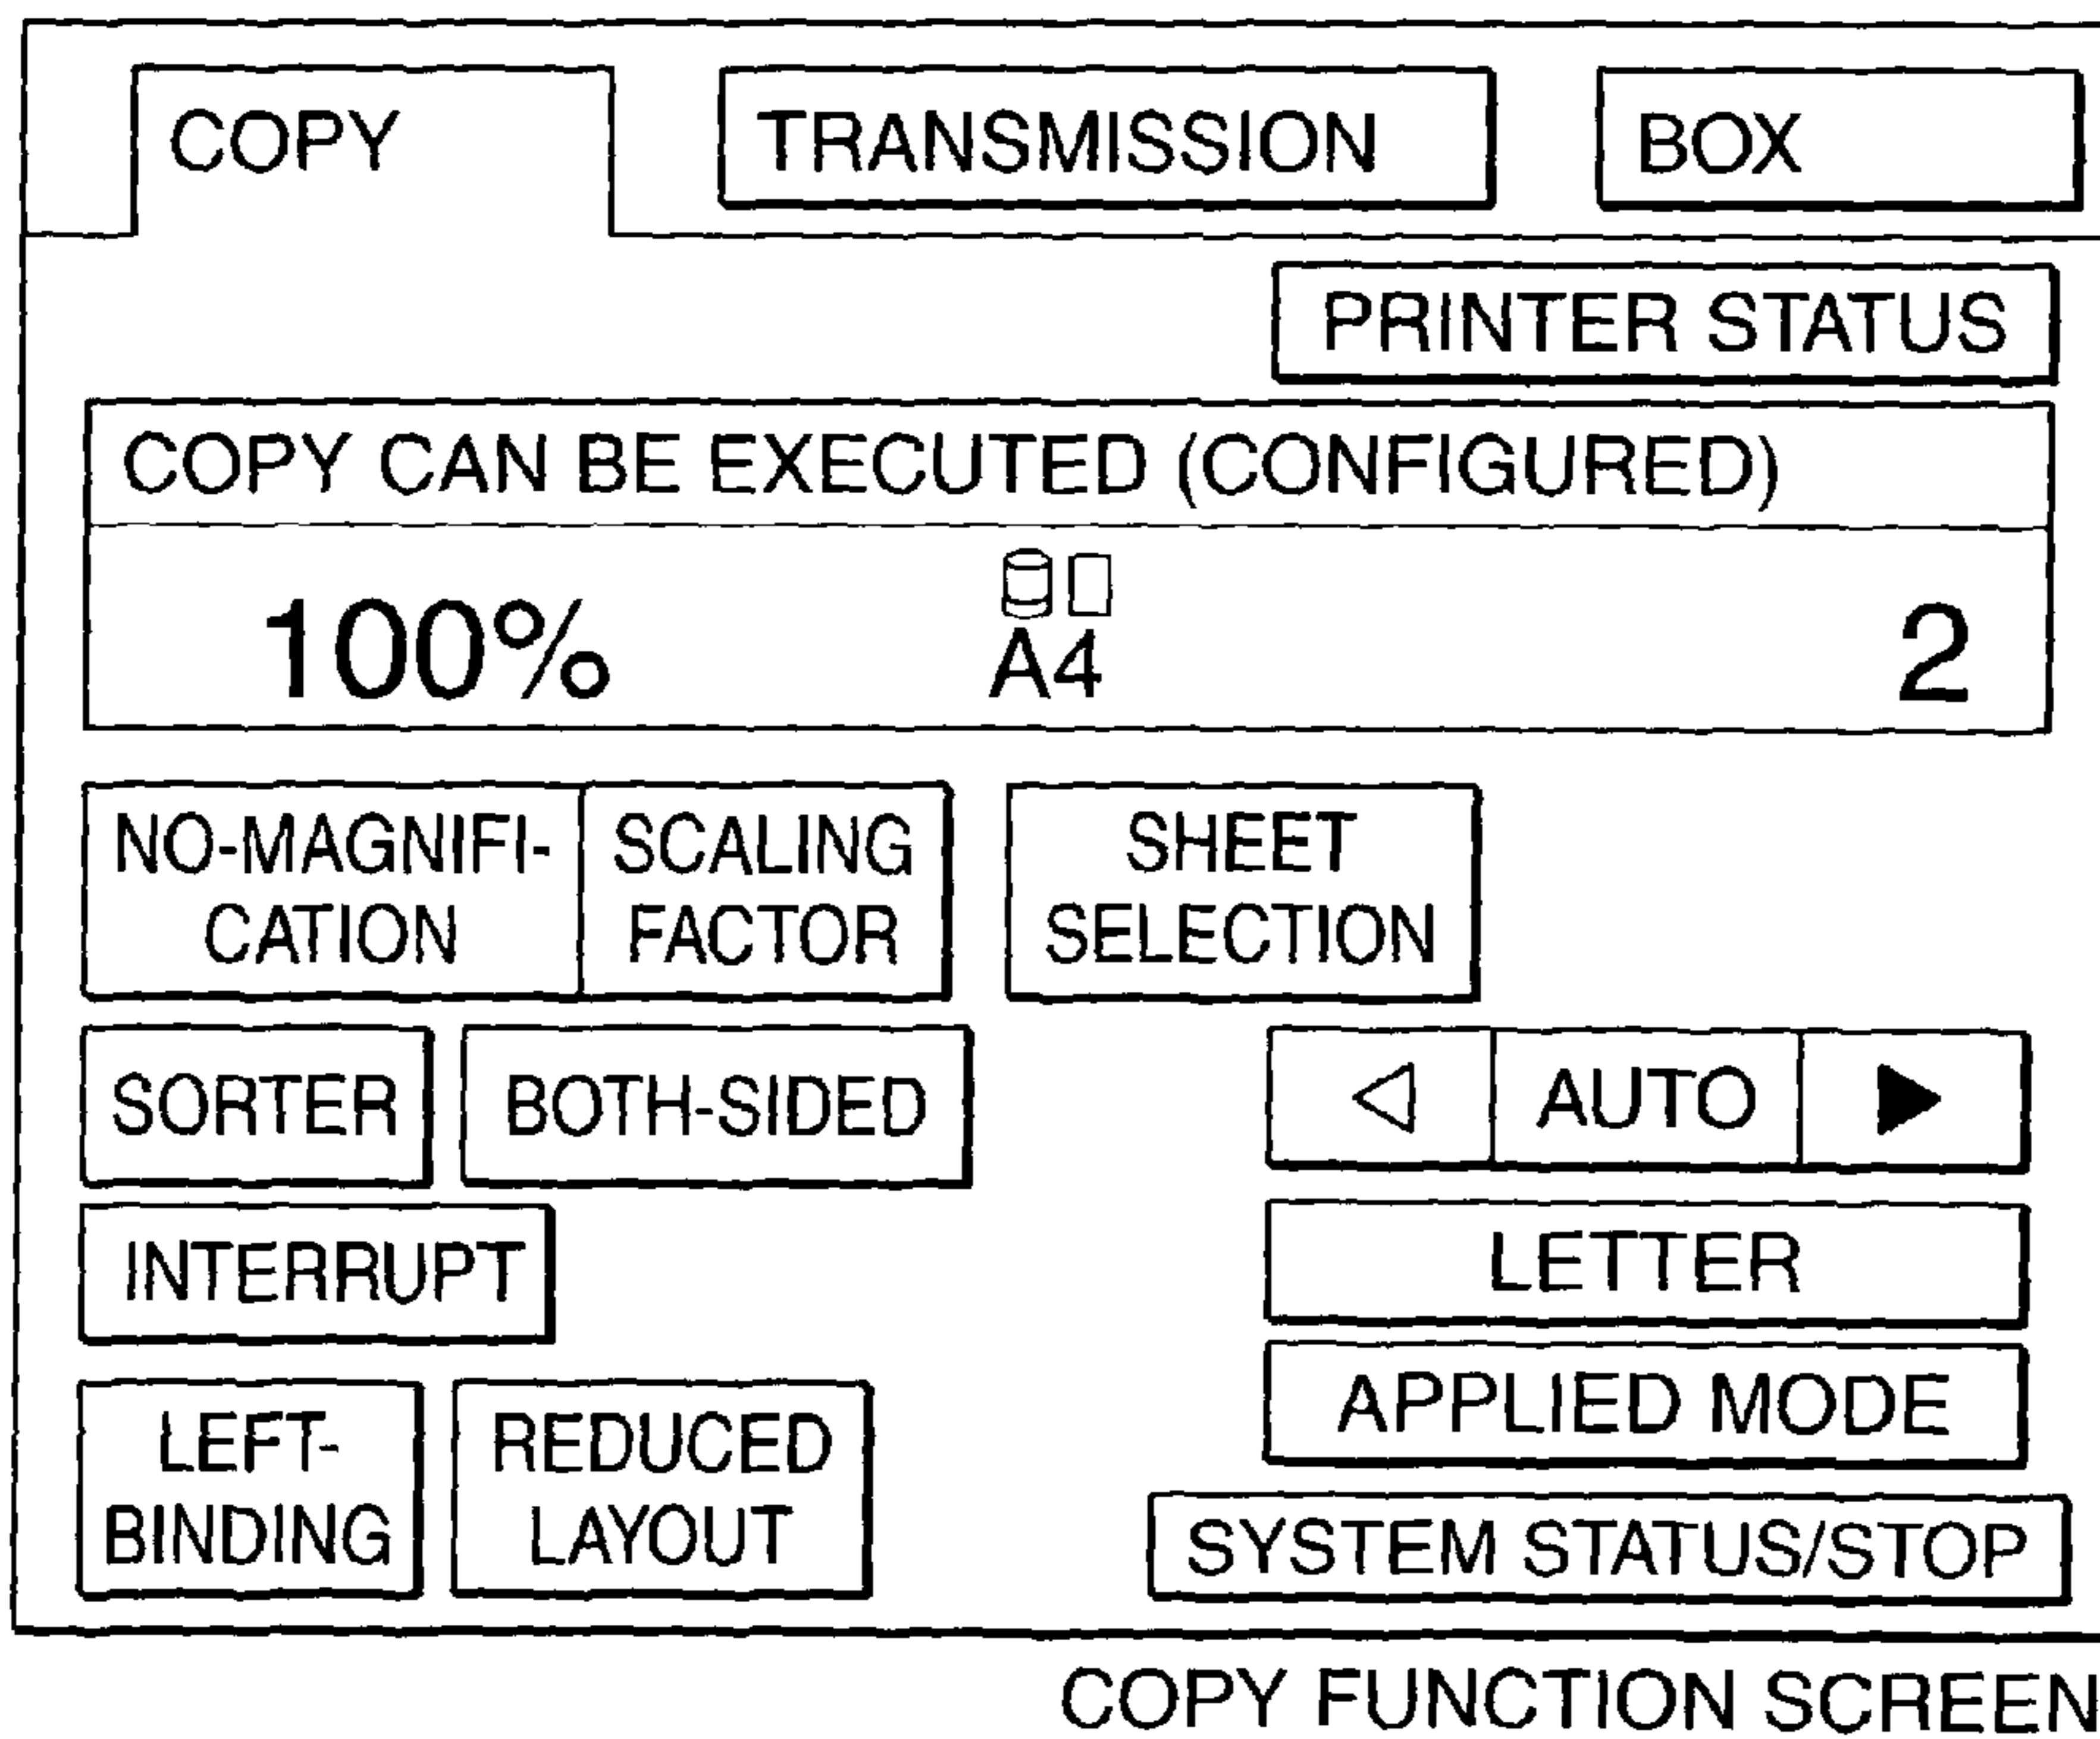 COPY TRANSMISSION BOX
PRINTER STATUS
COPY CAN BE EXECUTED (CONFIGURED)
100% A4 2
NO-MAGNIFI-
CATION
SCALING
FACTOR
SHEET
SELECTION
SORTER BOTH-SIDED AUTO
INTERRUPT LETTER
APPLIED MODE
LEFT-
BINDING
REDUCED
LAYOUT
SYSTEM STATUS/STOP
COPY FUNCTION SCREEN